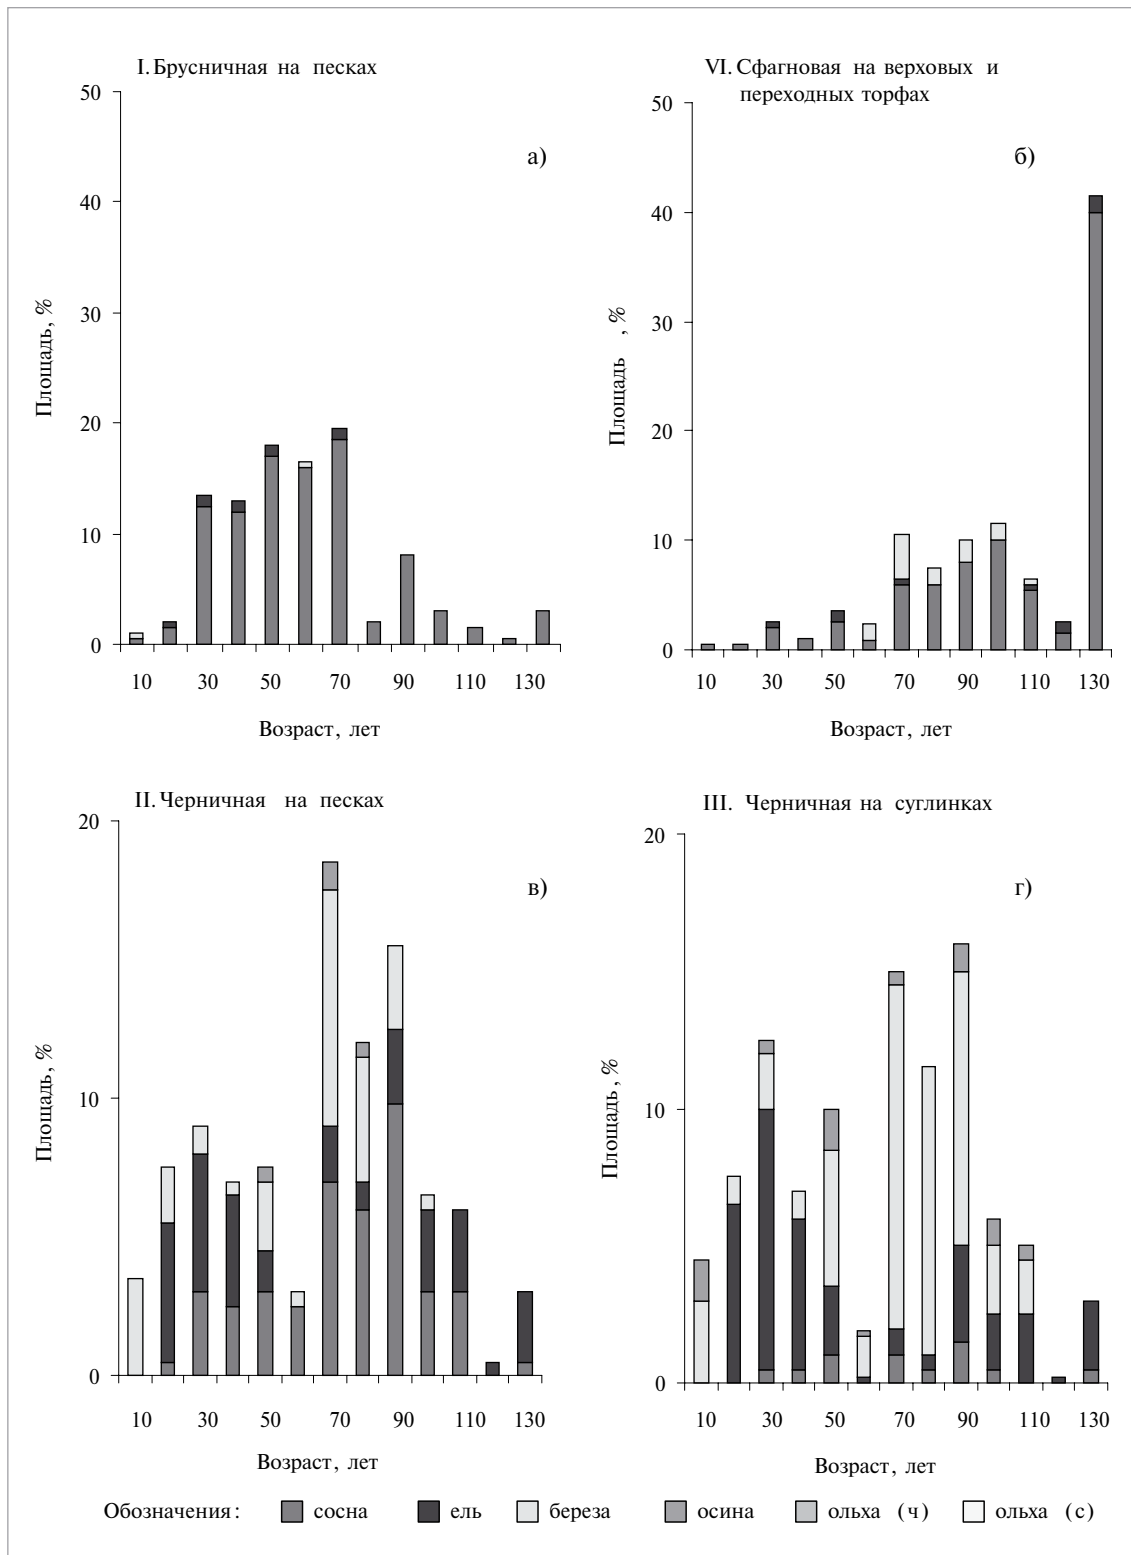 I. Брусничная на песках
50
40
30
20
10
0
Площадь, %
а)
10 30 50 70 90 110 130
Возраст, лет
VI. Сфагновая на верховых и
переходных торфах
50
40
30
20
10
0
Площадь , %
б)
10 30 50 70 90 110 130
Возраст, лет
II. Черничная на песках
20
10
0
Площадь, %
в)
10 30 50 70 90 110 130
Возраст, лет
III. Черничная на суглинках
20
10
0
Площадь, %
г)
10 30 50 70 90 110 130
Возраст, лет
Обозначения: сосна ель береза осина ольха (ч) ольха (с)